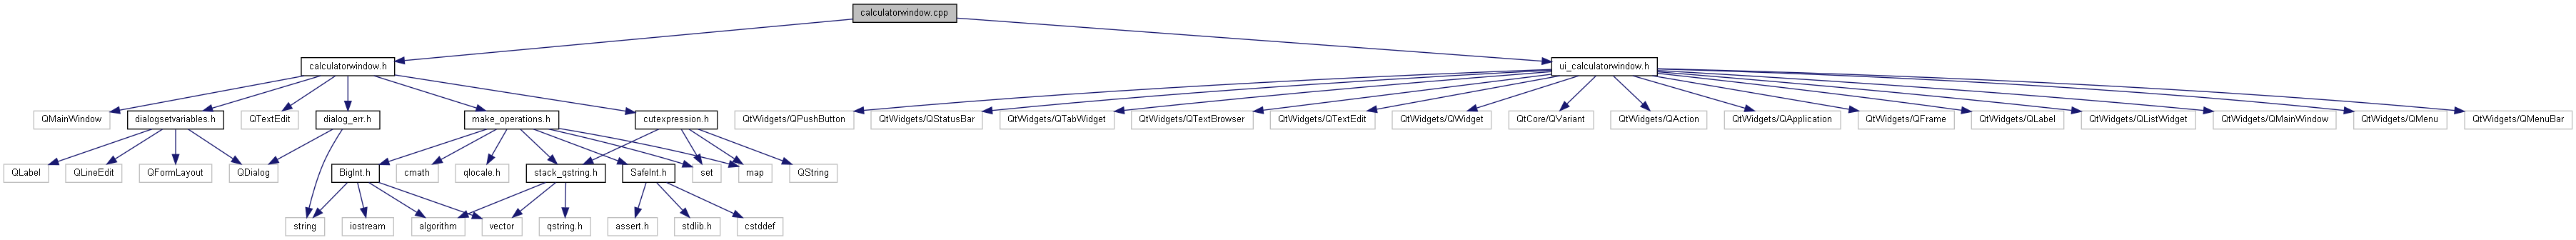 calculatorwindow.cpp
calculatorwindow.h
ui_calculatorwindow.h
QMainWindow
dialogsetvariables.h
QTextEdit
dialog_err.h
make_operations.h
cutexpression.h
QtWidgets/QPushButton
QtWidgets/QStatusBar
QtWidgets/QTabWidget
QtWidgets/QTextBrowser
QtWidgets/QTextEdit
QtWidgets/QWidget
QtCore/QVariant
QtWidgets/QAction
QtWidgets/QApplication
QtWidgets/QFrame
QtWidgets/QLabel
QtWidgets/QListWidget
QtWidgets/QMainWindow
QtWidgets/QMenu
QtWidgets/QMenuBar
QLabel
QLineEdit
QFormLayout
QDialog
BigInt.h
cmath
qlocale.h
stack_qstring.h
SafeInt.h
set
map
QString
string
iostream
algorithm
vector
qstring.h
assert.h
stdlib.h
cstddef